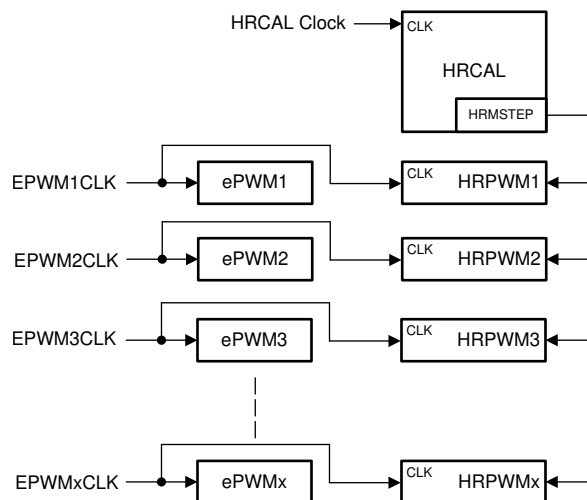 HRCAL Clock
CLK
HRCAL
HRMSTEP
EPWM1CLK
ePWM1
CLK
HRPWM1
EPWM2CLK
ePWM2
CLK
HRPWM2
EPWM3CLK
ePWM3
CLK
HRPWM3
EPWMxCLK
ePWMx
CLK
HRPWMx